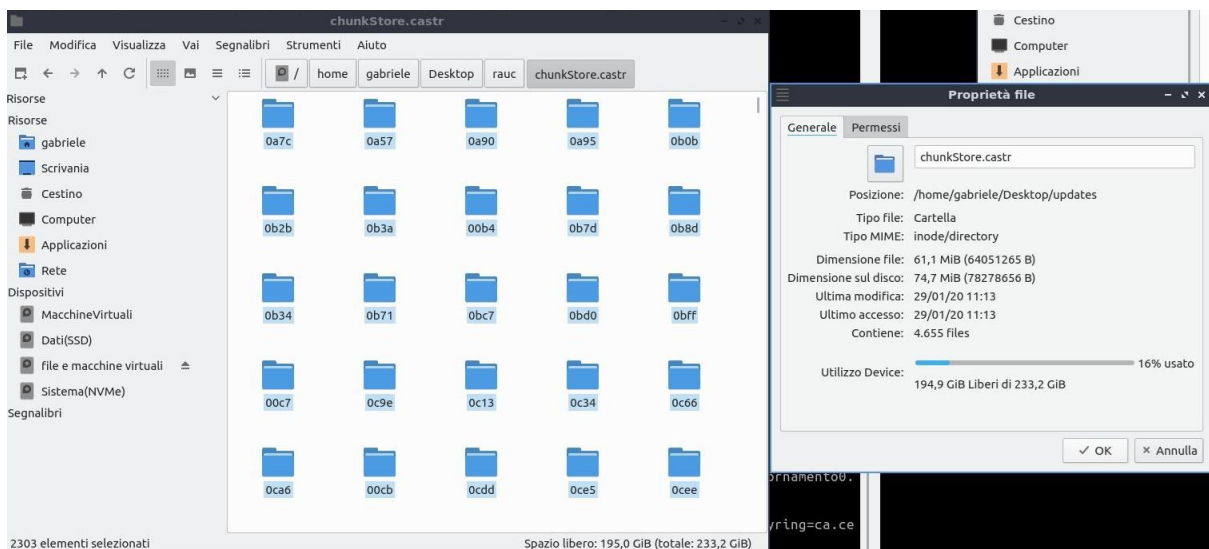 chunkStore.castr
File Modifica Visualizza Vai Segnalibri Strumenti Aiuto
/ home gabriele Desktop rauc chunkStore.castr
Risorse
Risorse
gabriele
Scrivania
Cestino
Computer
Applicazioni
Rete
Dispositivi
MacchineVirtuali
Dati(SSD)
file e macchine virtuali
Sistema(NVMe)
Segnalibri
0a7c 0a57 0a90 0a95 0b0b
0b2b 0b3a 00b4 0b7d 0b8d
0b34 0b71 0bc7 0bd0 0bff
00c7 0c9e 0c13 0c34 0c66
0ca6 00cb 0cdd 0ce5 0cee
2303 elementi selezionati
Spazio libero: 195,0 GiB (totale: 233,2 GiB)
Cestino
Computer
Applicazioni
Proprietà file
Generale Permessi
chunkStore.castr
Posizione: /home/gabriele/Desktop/updates
Tipo file: Cartella
Tipo MIME: inode/directory
Dimensione file: 61,1 MiB (64051265 B)
Dimensione sul disco: 74,7 MiB (78278656 B)
Ultima modifica: 29/01/20 11:13
Ultimo accesso: 29/01/20 11:13
Contiene: 4.655 files
Utilizzo Device: 16% usato
194,9 GiB Liberi di 233,2 GiB
OK Annulla
ornamento0.
yring=ca.ce